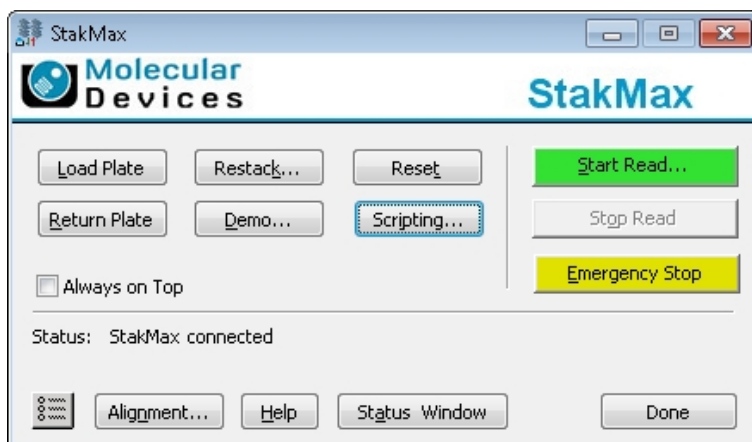 StakMax
Molecular
Devices
StakMax
Load Plate
Restack...
Reset
Start Read...
Return Plate
Demo...
Scripting...
Stop Read
Always on Top
Emergency Stop
Status: StakMax connected
Alignment...
Help
Status Window
Done